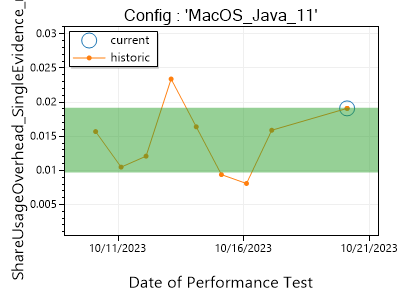 Config : 'MacOS_Java_11'
ShareUsageOverhead_SingleEvidence_
current
historic
0.03
0.025
0.02
0.015
0.01
0.005
10/11/2023
10/16/2023
10/21/2023
Date of Performance Test